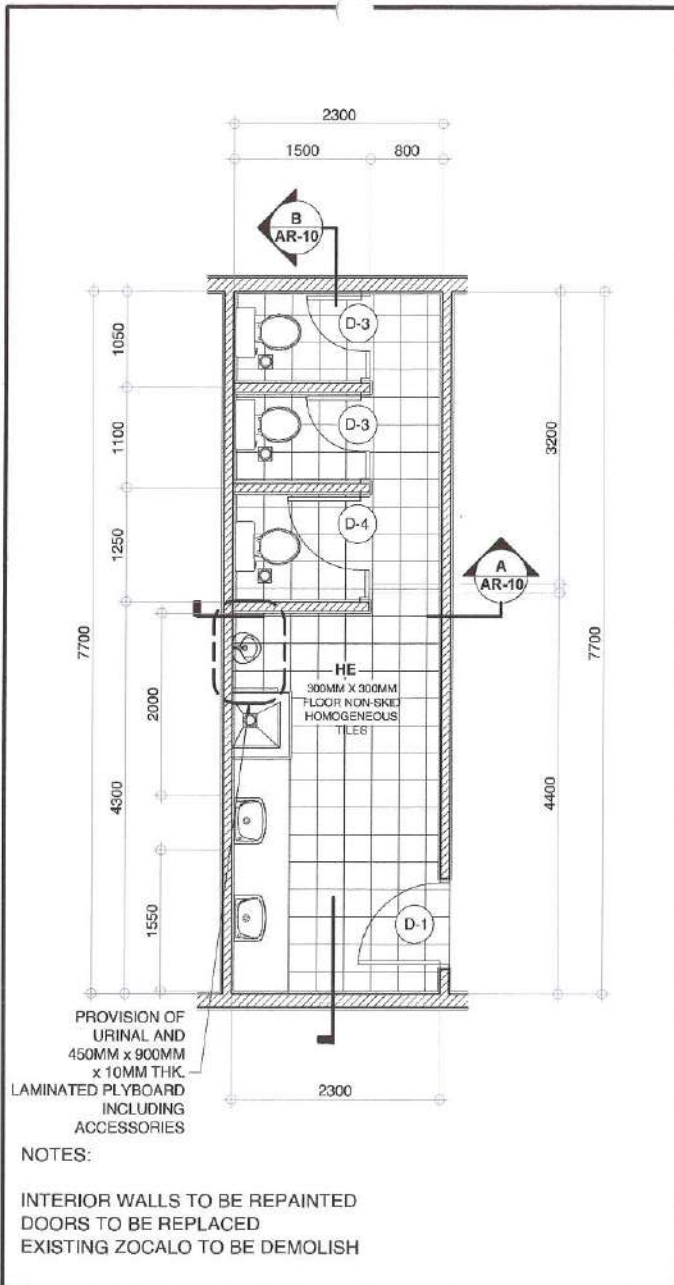 2300
1500 800
B
AR-10
D-3
1050
D-3
1100
3200
D-4
1250
A
AR-10
7700
7700
HE
300MM X 300MM
FLOOR NON-SKID
HOMOGENEOUS
TILES
2000
4300
4400
1550
D-1
PROVISION OF
URINAL AND
450MM x 900MM
x 10MM THK.
LAMINATED PLYBOARD
INCLUDING
ACCESSORIES
2300
NOTES:
INTERIOR WALLS TO BE REPAINTED
DOORS TO BE REPLACED
EXISTING ZOCALO TO BE DEMOLISH